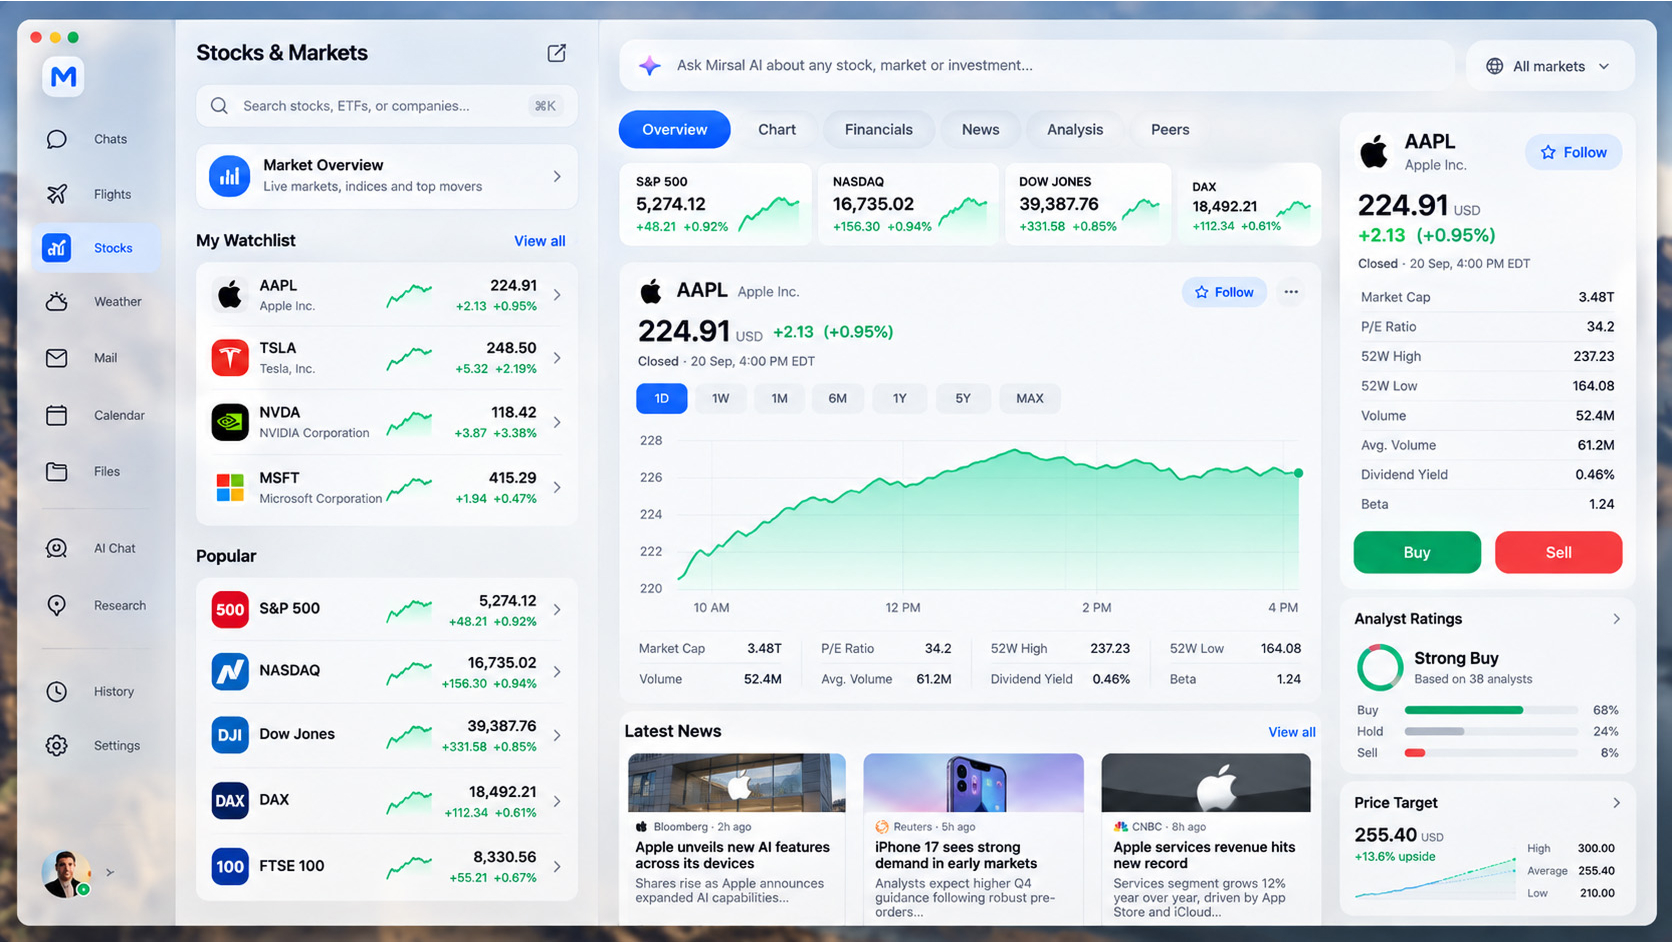 M
Chats
Flights
Stocks
Weather
Mail
Calendar
Files
AI Chat
Research
History
Settings
Stocks & Markets
Search stocks, ETFs, or companies... ⌘K
Market Overview
Live markets, indices and top movers
My Watchlist View all
AAPL 224.91
Apple Inc. +2.13 +0.95%
TSLA 248.50
Tesla, Inc. +5.32 +2.19%
NVDA 118.42
NVIDIA Corporation +3.87 +3.38%
MSFT 415.29
Microsoft Corporation +1.94 +0.47%
Popular
500 S&P 500 5,274.12
+48.21 +0.92%
NASDAQ 16,735.02
+156.30 +0.94%
DJI Dow Jones 39,387.76
+331.58 +0.85%
DAX DAX 18,492.21
+112.34 +0.61%
100 FTSE 100 8,330.56
+55.21 +0.67%
Ask Mirsal AI about any stock, market or investment...
All markets
Overview Chart Financials News Analysis Peers
S&P 500
5,274.12
+48.21 +0.92%
NASDAQ
16,735.02
+156.30 +0.94%
DOW JONES
39,387.76
+331.58 +0.85%
DAX
18,492.21
+112.34 +0.61%
AAPL Apple Inc. Follow ...
224.91 USD +2.13 (+0.95%)
Closed · 20 Sep, 4:00 PM EDT
1D 1W 1M 6M 1Y 5Y MAX
228
226
224
222
220
10 AM 12 PM 2 PM 4 PM
Market Cap 3.48T P/E Ratio 34.2 52W High 237.23 52W Low 164.08
Volume 52.4M Avg. Volume 61.2M Dividend Yield 0.46% Beta 1.24
Latest News View all
Bloomberg · 2h ago
Apple unveils new AI features
across its devices
Shares rise as Apple announces
expanded AI capabilities...
Reuters · 5h ago
iPhone 17 sees strong
demand in early markets
Analysts expect higher Q4
guidance following robust pre-
orders...
CNBC · 8h ago
Apple services revenue hits
new record
Services segment grows 12%
year over year, driven by App
Store and iCloud...
AAPL
Apple Inc.
Follow
224.91 USD
+2.13 (+0.95%)
Closed · 20 Sep, 4:00 PM EDT
Market Cap 3.48T
P/E Ratio 34.2
52W High 237.23
52W Low 164.08
Volume 52.4M
Avg. Volume 61.2M
Dividend Yield 0.46%
Beta 1.24
Buy Sell
Analyst Ratings
Strong Buy
Based on 38 analysts
Buy 68%
Hold 24%
Sell 6%
Price Target
255.40 USD
+13.6% upside
High 300.00
Average 255.40
Low 210.00